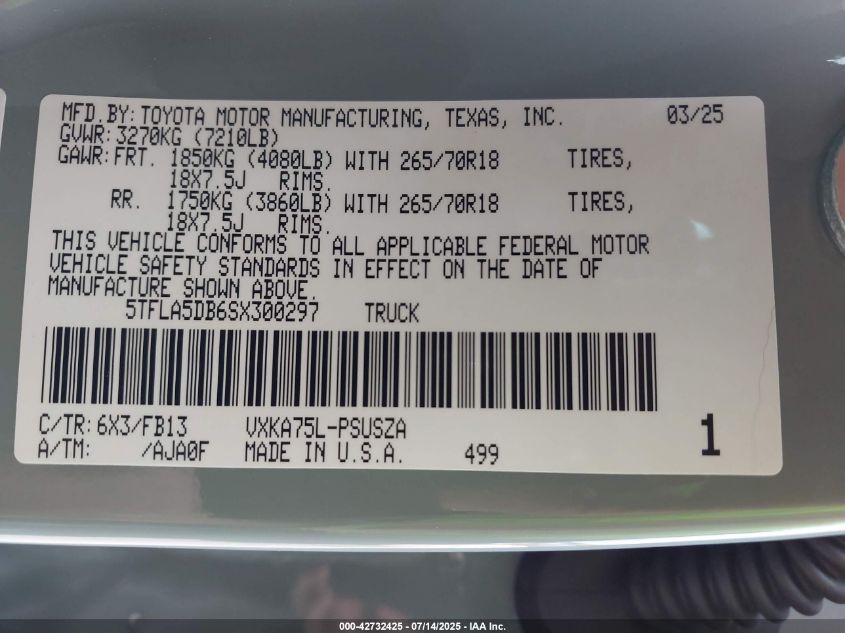 MFD.BY: TOYOTA MOTOR MANUFACTURING, TEXAS, INC. 03/25
GVWR: 3270KG (7210LB)
GAWR: FRT. 1850KG (4080LB) WITH 265/70R18 TIRES,
18X7.5J RIMS.
RR. 1750KG (3860LB) WITH 265/70R18 TIRES,
18X7.5J RIMS.
THIS VEHICLE CONFORMS TO ALL APPLICABLE FEDERAL MOTOR
VEHICLE SAFETY STANDARDS IN EFFECT ON THE DATE OF
MANUFACTURE SHOWN ABOVE.
5TFLA5DB6SX300297 TRUCK
C/TR: 6X3/FB13 VXKA75L-PSUSZA
A/TM: /AJA0F MADE IN U.S.A. 499 1
000-42732425 - 07/14/2025 - IAA Inc.